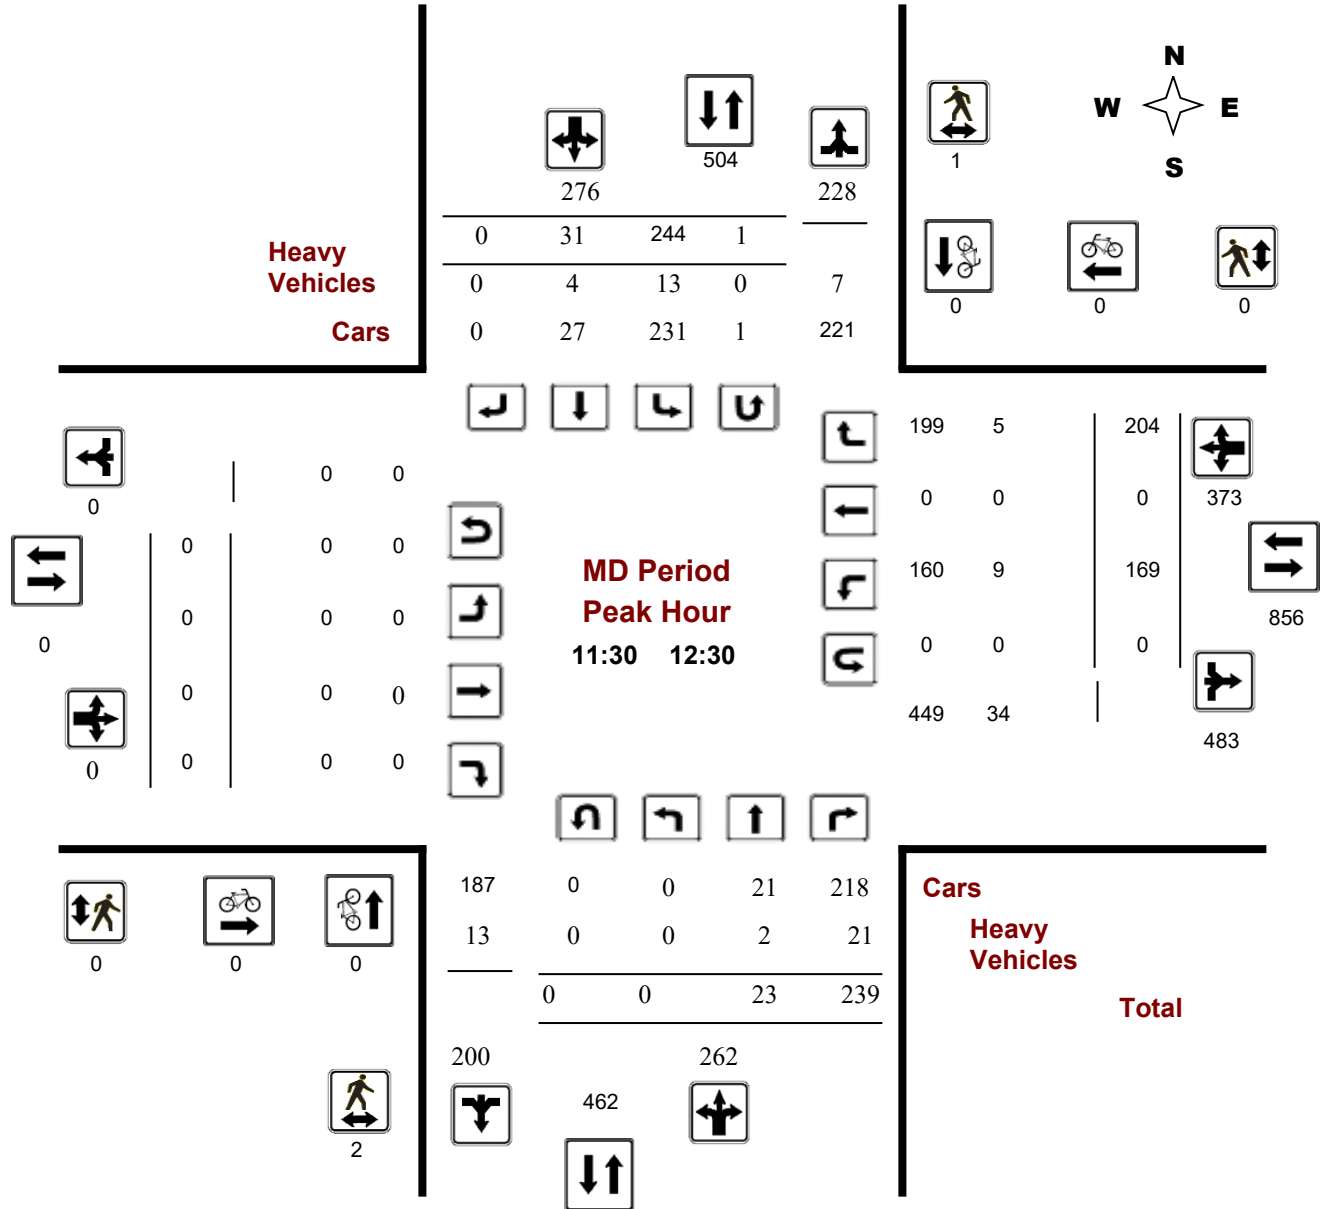 N
W E
S
504
276 228
1
0 31 244 1
Heavy
Vehicles
0 4 13 0 7
0 0 0
Cars
0 27 231 1 221
199 5 204
0 0
0
0 0 0
373
0 0 0
MD Period
Peak Hour
11:30 12:30
160 9 169
856
0 0 0
0
0 0 0
0 0 0
449 34
483
0
0 0 0
187 0 0 21 218
Cars
13 0 0 2 21
Heavy
Vehicles
0 0 0
0 0 23 239
Total
200 262
462
2